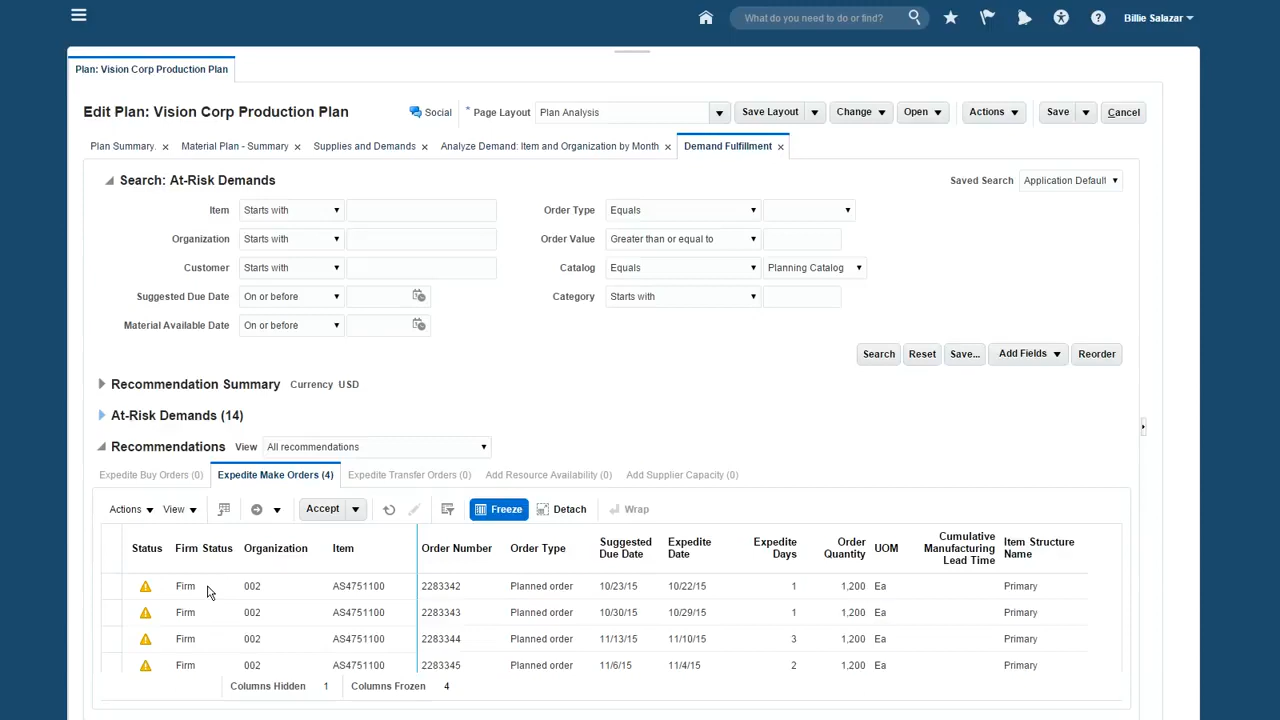 What do you need to do or find?
Billie Salazar
Plan: Vision Corp Production Plan
Edit Plan: Vision Corp Production Plan Social * Page Layout Plan Analysis Save Layout Change Open Actions Save Cancel
Plan Summary. Material Plan - Summary Supplies and Demands Analyze Demand: Item and Organization by Month Demand Fulfillment
Search: At-Risk Demands Saved Search Application Default
Item Starts with Order Type Equals
Organization Starts with Order Value Greater than or equal to
Customer Starts with Catalog Equals Planning Catalog
Suggested Due Date On or before Category Starts with
Material Available Date On or before
Search Reset Save... Add Fields Reorder
Recommendation Summary Currency USD
At-Risk Demands (14)
Recommendations View All recommendations
Expedite Buy Orders (0) Expedite Make Orders (4) Expedite Transfer Orders (0) Add Resource Availability (0) Add Supplier Capacity (0)
Actions View Accept Freeze Detach Wrap
Status Firm Status Organization Item Order Number Order Type Suggested Due Date Expedite Date Expedite Days Order Quantity UOM Cumulative Manufacturing Lead Time Item Structure Name
Firm 002 AS4751100 2283342 Planned order 10/23/15 10/22/15 1 1,200 Ea Primary
Firm 002 AS4751100 2283343 Planned order 10/30/15 10/29/15 1 1,200 Ea Primary
Firm 002 AS4751100 2283344 Planned order 11/13/15 11/10/15 3 1,200 Ea Primary
Firm 002 AS4751100 2283345 Planned order 11/6/15 11/4/15 2 1,200 Ea Primary
Columns Hidden 1 Columns Frozen 4